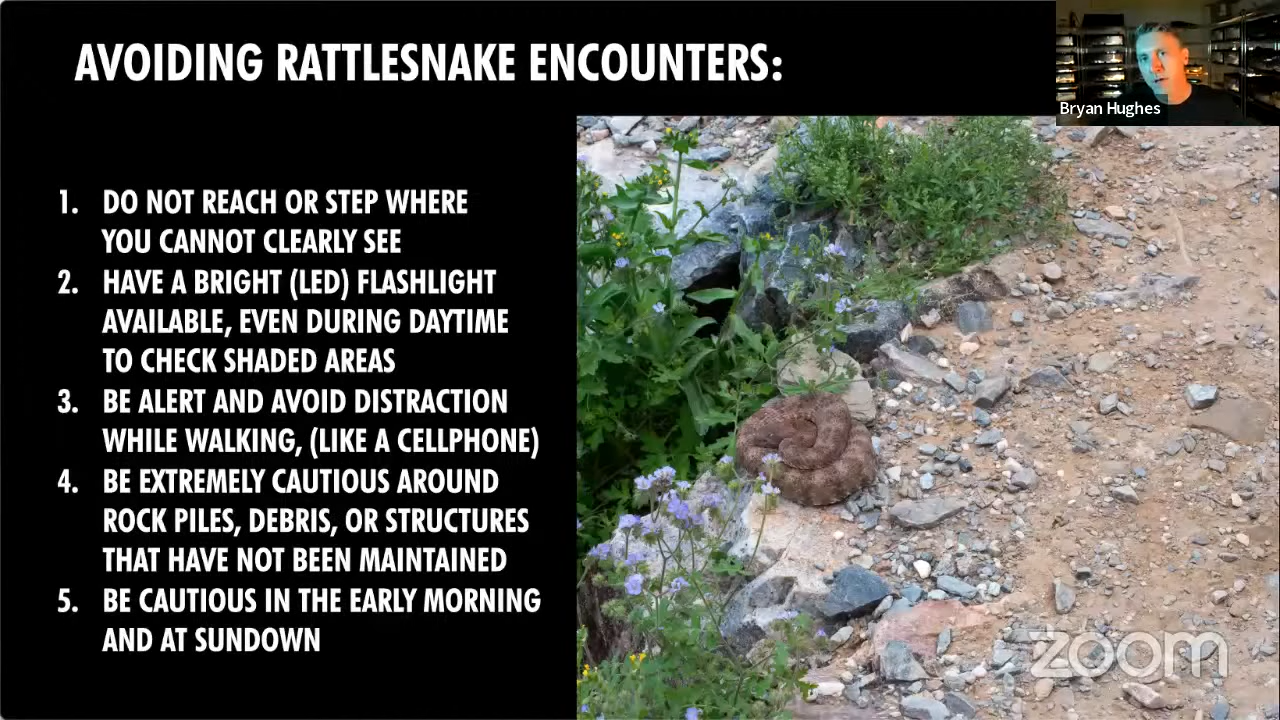 AVOIDING RATTLESNAKE ENCOUNTERS:
Bryan Hughes
1. DO NOT REACH OR STEP WHERE
YOU CANNOT CLEARLY SEE
2. HAVE A BRIGHT (LED) FLASHLIGHT
AVAILABLE, EVEN DURING DAYTIME
TO CHECK SHADED AREAS
3. BE ALERT AND AVOID DISTRACTION
WHILE WALKING, (LIKE A CELLPHONE)
4. BE EXTREMELY CAUTIOUS AROUND
ROCK PILES, DEBRIS, OR STRUCTURES
THAT HAVE NOT BEEN MAINTAINED
5. BE CAUTIOUS IN THE EARLY MORNING
AND AT SUNDOWN
zoom